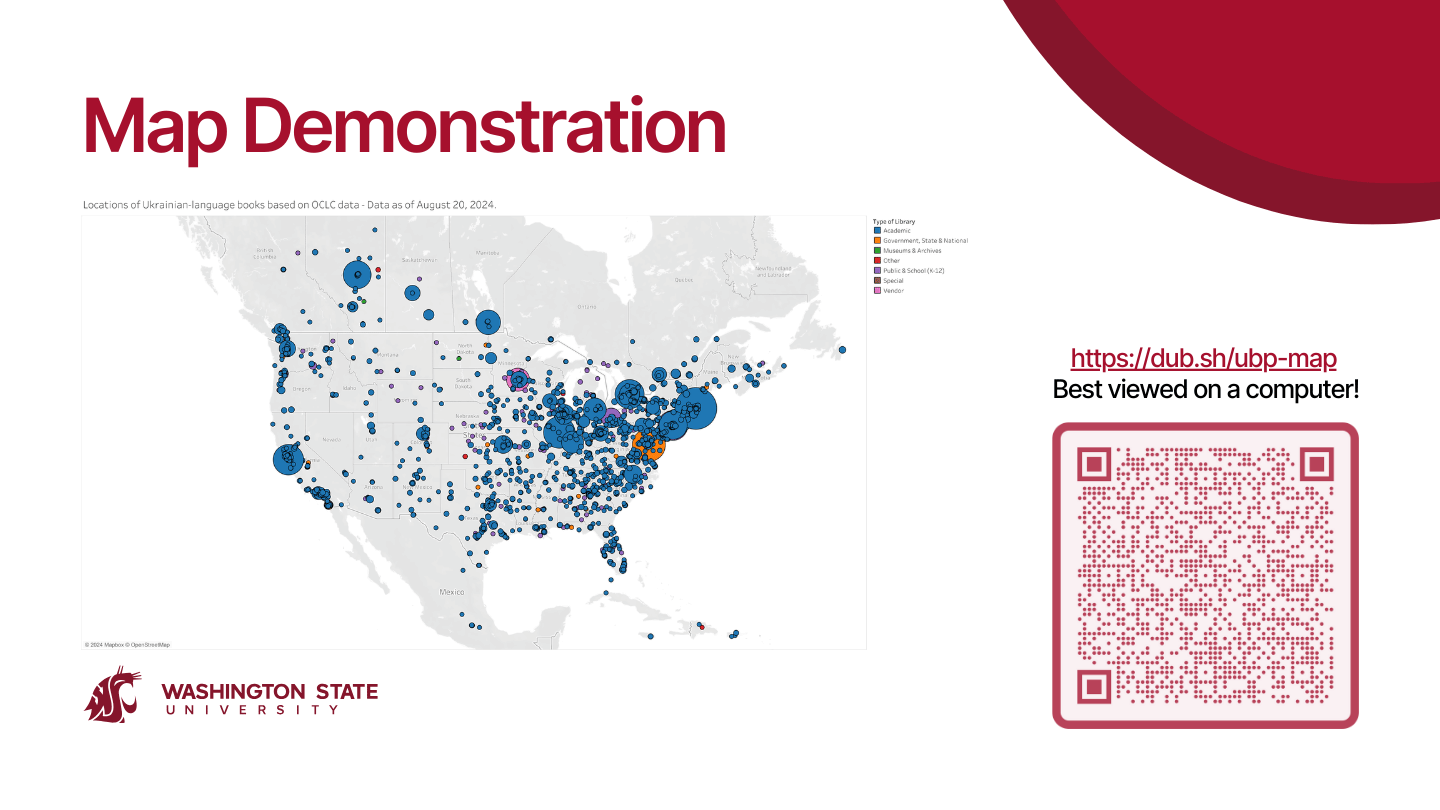 Map Demonstration
Locations of Ukrainian-language books based on OCLC data - Data as of August 20, 2024.
Type of Library
Academic
Government, State & National
Museums & Archives
Other
Public & School (K-12)
Special
Vendor
British
Columbia
Saskatchewan
Manitoba
Ontario
Quebec
Newfoundland
and Labrador
Montana
North
Dakota
South
Dakota
Oregon
Idaho
Nebraska
Nevada
Utah
Arizona
Maine
Mexico
© 2024 Mapbox © OpenStreetMap
https://dub.sh/ubp-map
Best viewed on a computer!
WASHINGTON STATE
UNIVERSITY